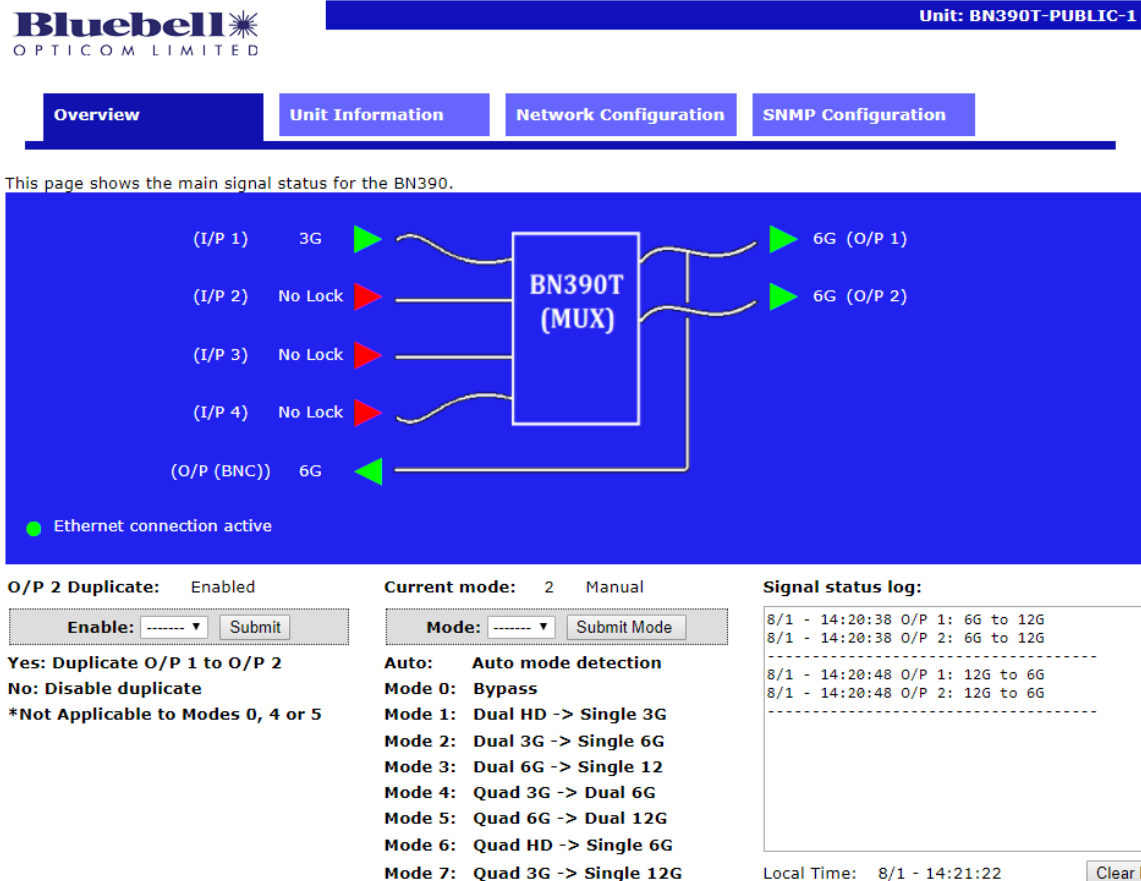 Bluebell
OPTICOM LIMITED
Unit: BN390T-PUBLIC-1
Overview
Unit Information
Network Configuration
SNMP Configuration
This page shows the main signal status for the BN390.
(I/P 1) 3G
6G (O/P 1)
(I/P 2) No Lock
BN390T
(MUX)
6G (O/P 2)
(I/P 3) No Lock
(I/P 4) No Lock
(O/P (BNC)) 6G
Ethernet connection active
O/P 2 Duplicate: Enabled
Enable: ------- Submit
Yes: Duplicate O/P 1 to O/P 2
No: Disable duplicate
*Not Applicable to Modes 0, 4 or 5
Current mode: 2 Manual
Mode: ------- Submit Mode
Auto: Auto mode detection
Mode 0: Bypass
Mode 1: Dual HD -> Single 3G
Mode 2: Dual 3G -> Single 6G
Mode 3: Dual 6G -> Single 12
Mode 4: Quad 3G -> Dual 6G
Mode 5: Quad 6G -> Dual 12G
Mode 6: Quad HD -> Single 6G
Mode 7: Quad 3G -> Single 12G
Signal status log:
8/1 - 14:20:38 O/P 1: 6G to 12G
8/1 - 14:20:38 O/P 2: 6G to 12G
------------------------------------
8/1 - 14:20:48 O/P 1: 12G to 6G
8/1 - 14:20:48 O/P 2: 12G to 6G
------------------------------------
Local Time: 8/1 - 14:21:22
Clear